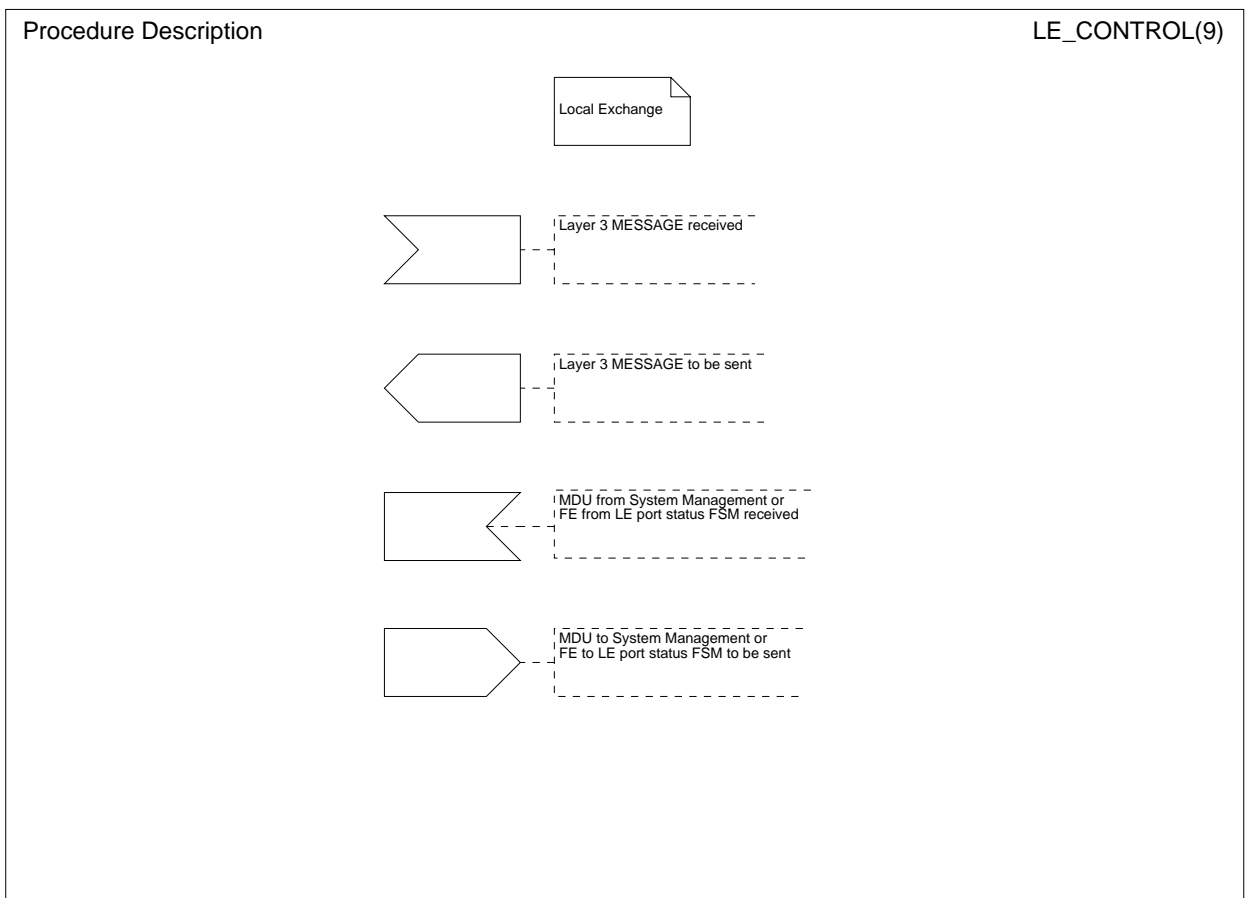 Procedure Description
LE_CONTROL(9)
Local Exchange
Layer 3 MESSAGE received
Layer 3 MESSAGE to be sent
MDU from System Management or
FE from LE port status FSM received
MDU to System Management or
FE to LE port status FSM to be sent